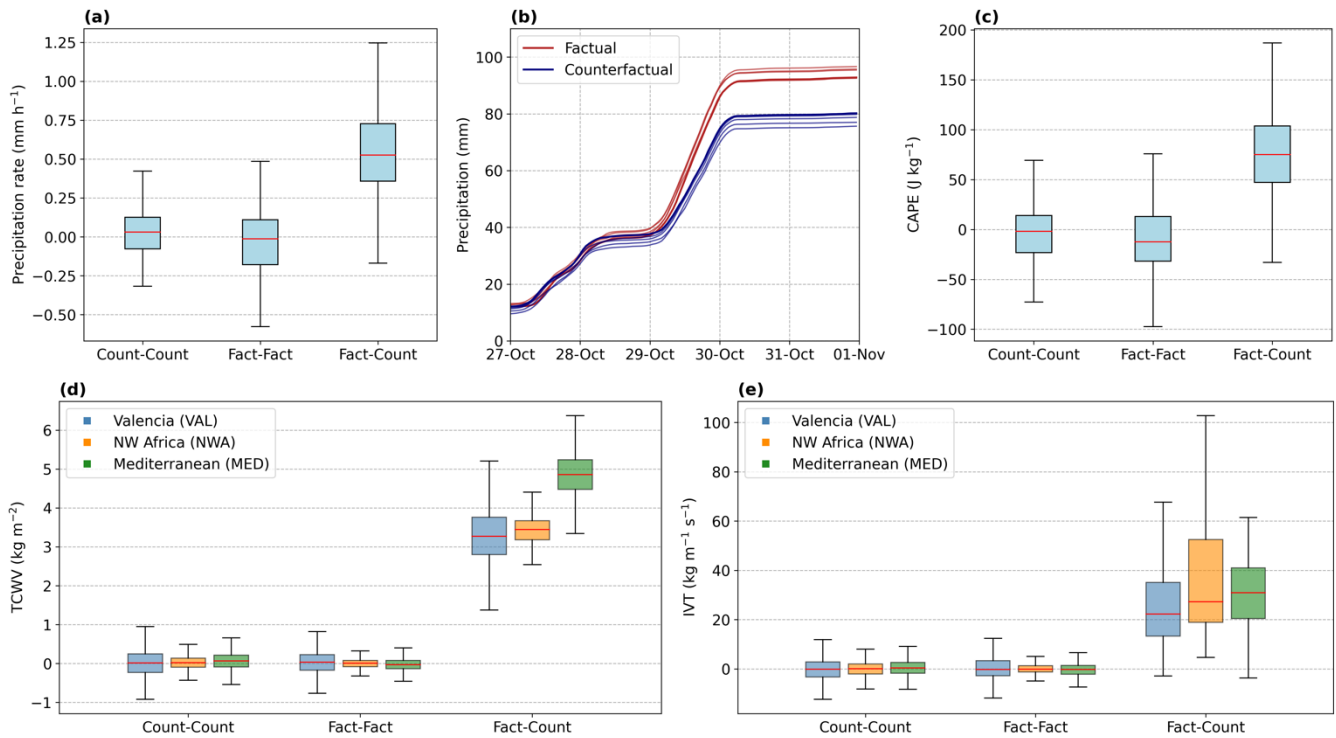 (a)
Precipitation rate (mm h⁻¹)
1.25
1.00
0.75
0.50
0.25
0.00
−0.25
−0.50
Count-Count
Fact-Fact
Fact-Count
(b)
Factual
Counterfactual
Precipitation (mm)
100
80
60
40
20
0
27-Oct
28-Oct
29-Oct
30-Oct
31-Oct
01-Nov
(c)
CAPE (J kg⁻¹)
200
150
100
50
0
−50
−100
Count-Count
Fact-Fact
Fact-Count
(d)
Valencia (VAL)
NW Africa (NWA)
Mediterranean (MED)
TCWV (kg m⁻²)
6
5
4
3
2
1
0
−1
Count-Count
Fact-Fact
Fact-Count
(e)
Valencia (VAL)
NW Africa (NWA)
Mediterranean (MED)
IVT (kg m⁻¹ s⁻¹)
100
80
60
40
20
0
Count-Count
Fact-Fact
Fact-Count